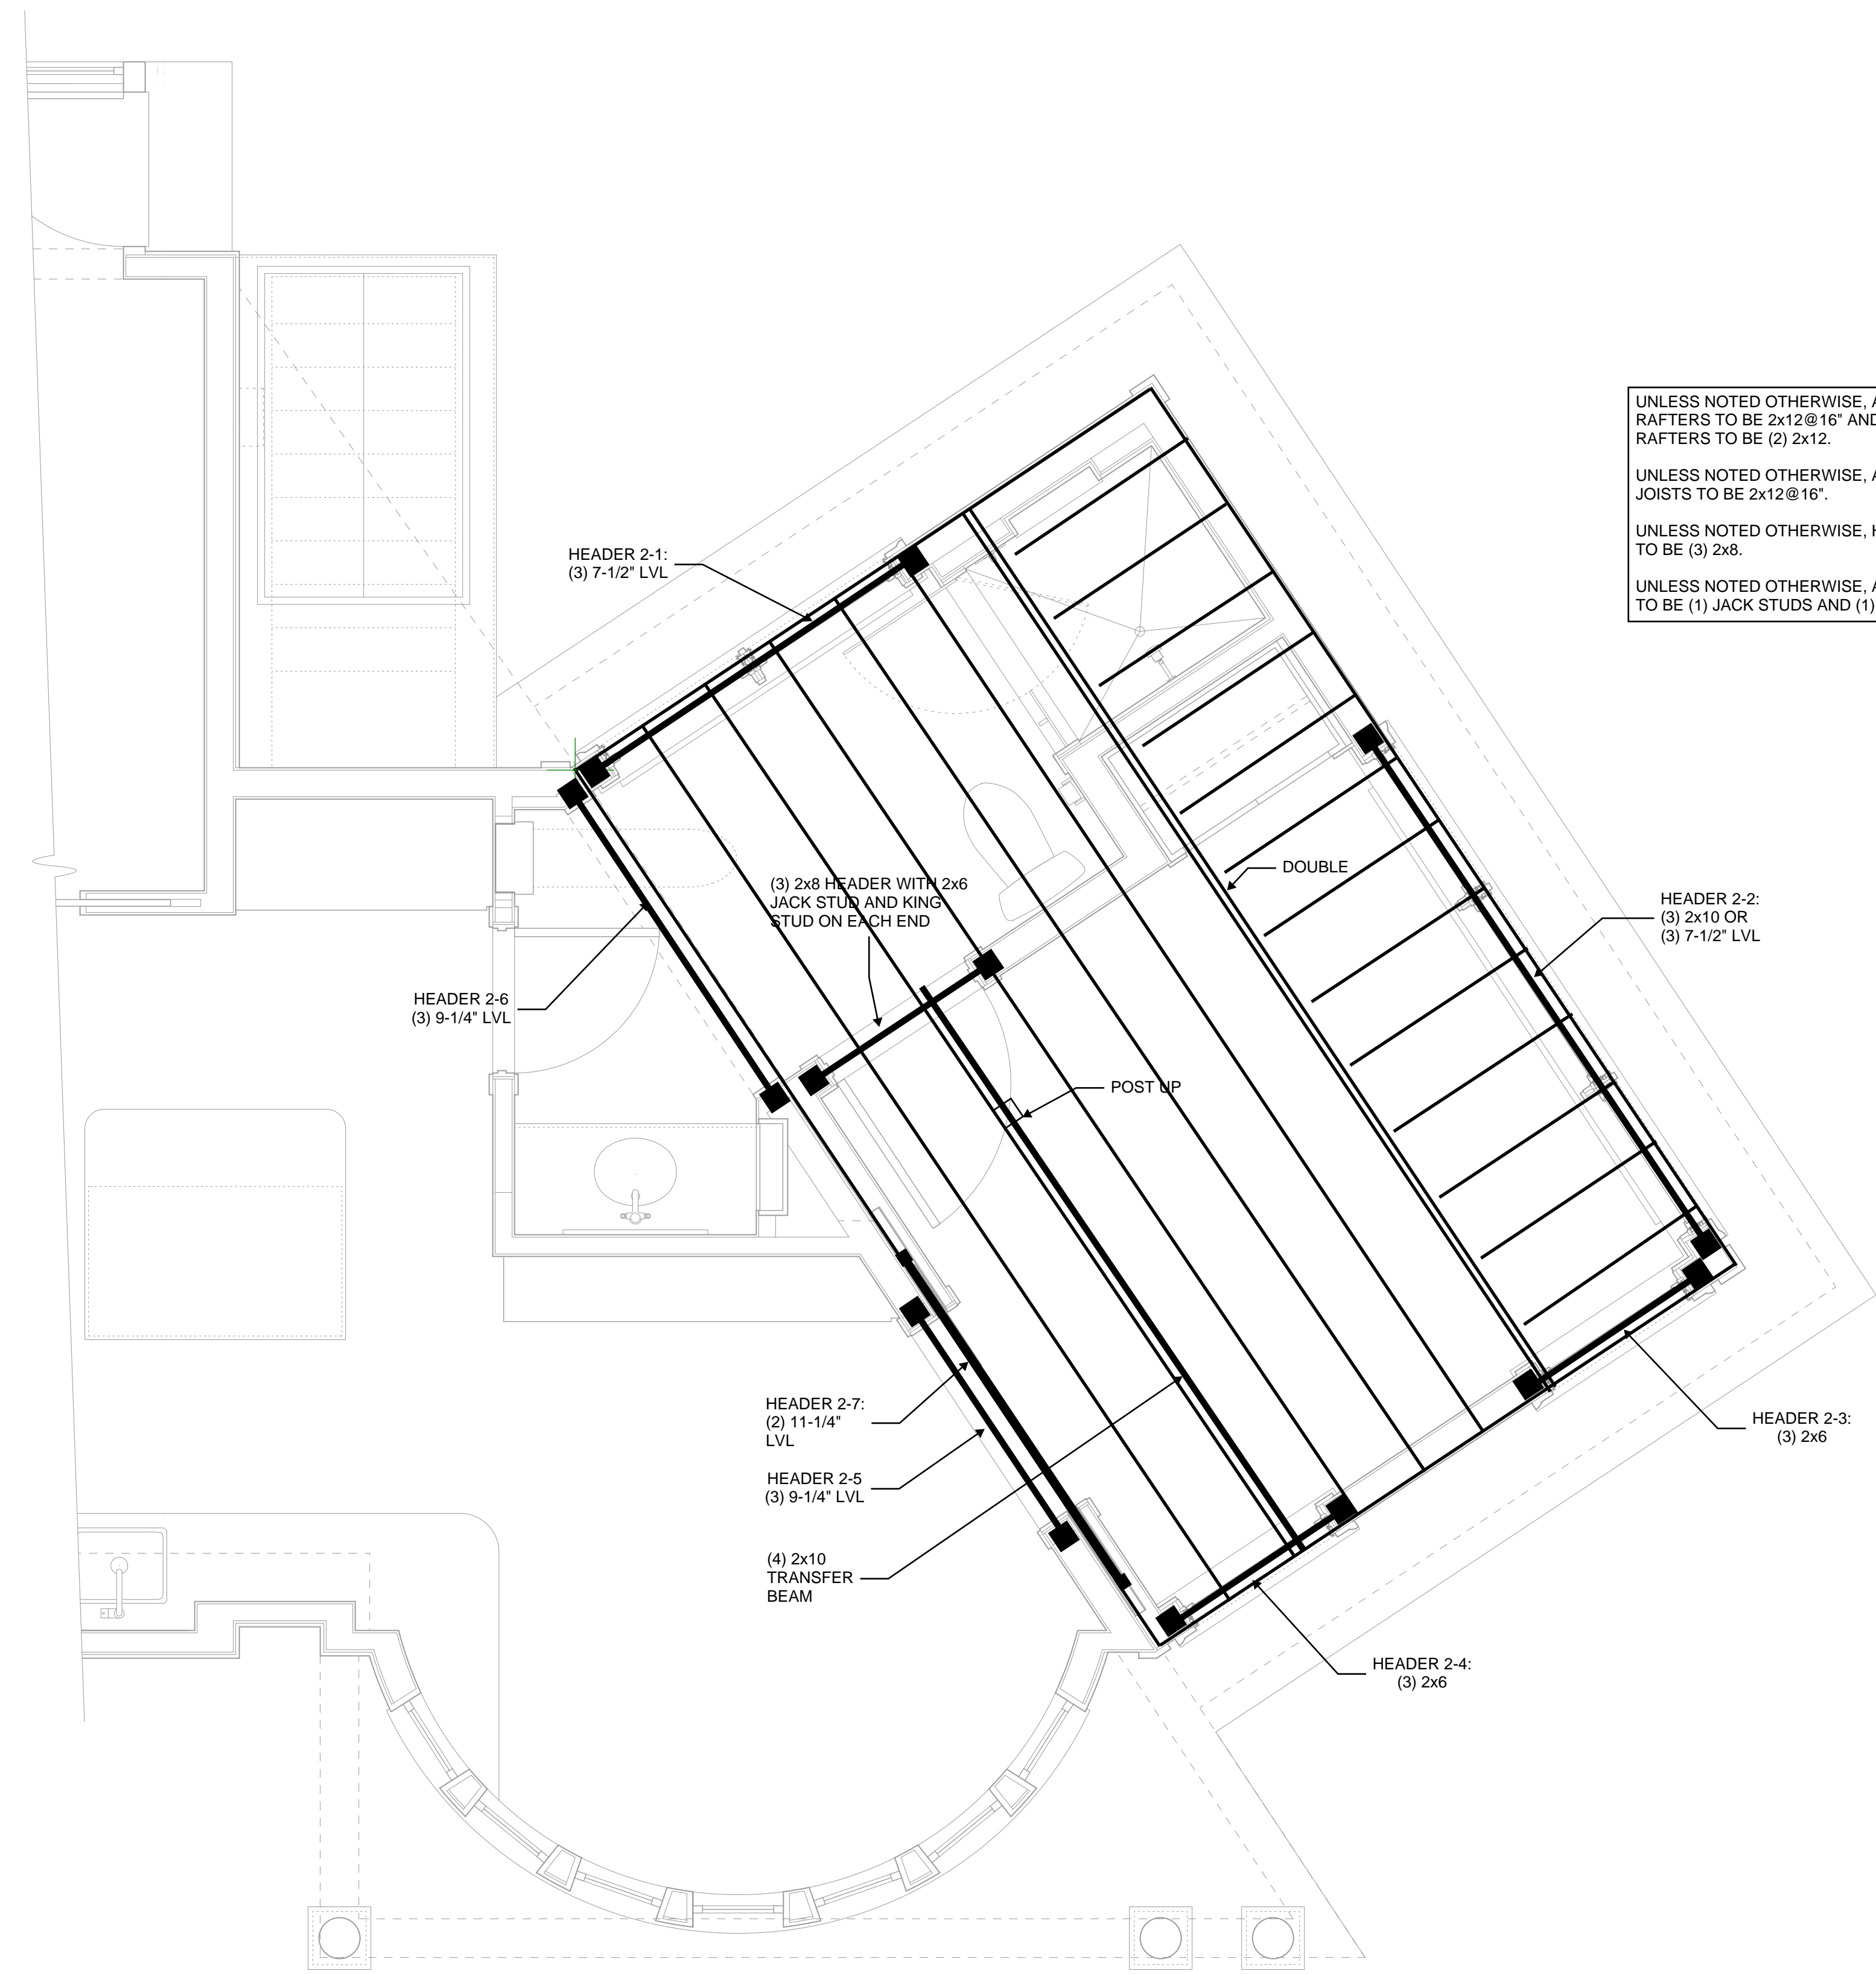 UNLESS NOTED OTHERWISE, A
RAFTERS TO BE 2x12@16" AND
RAFTERS TO BE (2) 2x12.
UNLESS NOTED OTHERWISE, A
JOISTS TO BE 2x12@16".
UNLESS NOTED OTHERWISE, H
TO BE (3) 2x8.
UNLESS NOTED OTHERWISE, A
TO BE (1) JACK STUDS AND (1)
HEADER 2-1:
(3) 7-1/2" LVL
DOUBLE
(3) 2x8 HEADER WITH 2x6
JACK STUD AND KING
STUD ON EACH END
HEADER 2-2:
(3) 2x10 OR
(3) 7-1/2" LVL
HEADER 2-6
(3) 9-1/4" LVL
POST UP
HEADER 2-7:
(2) 11-1/4"
LVL
HEADER 2-3:
(3) 2x6
HEADER 2-5
(3) 9-1/4" LVL
(4) 2x10
TRANSFER
BEAM
HEADER 2-4:
(3) 2x6